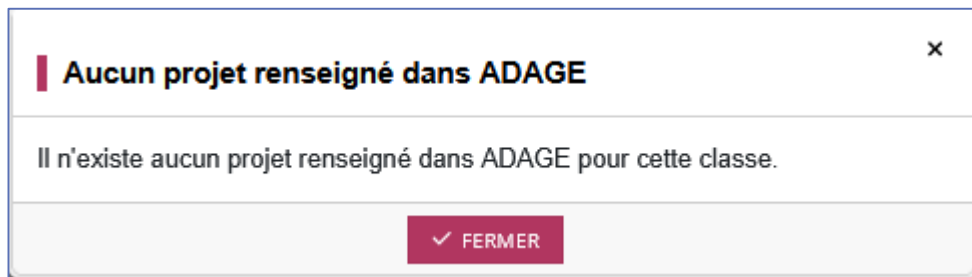 Aucun projet renseigné dans ADAGE
Il n'existe aucun projet renseigné dans ADAGE pour cette classe.
FERMER